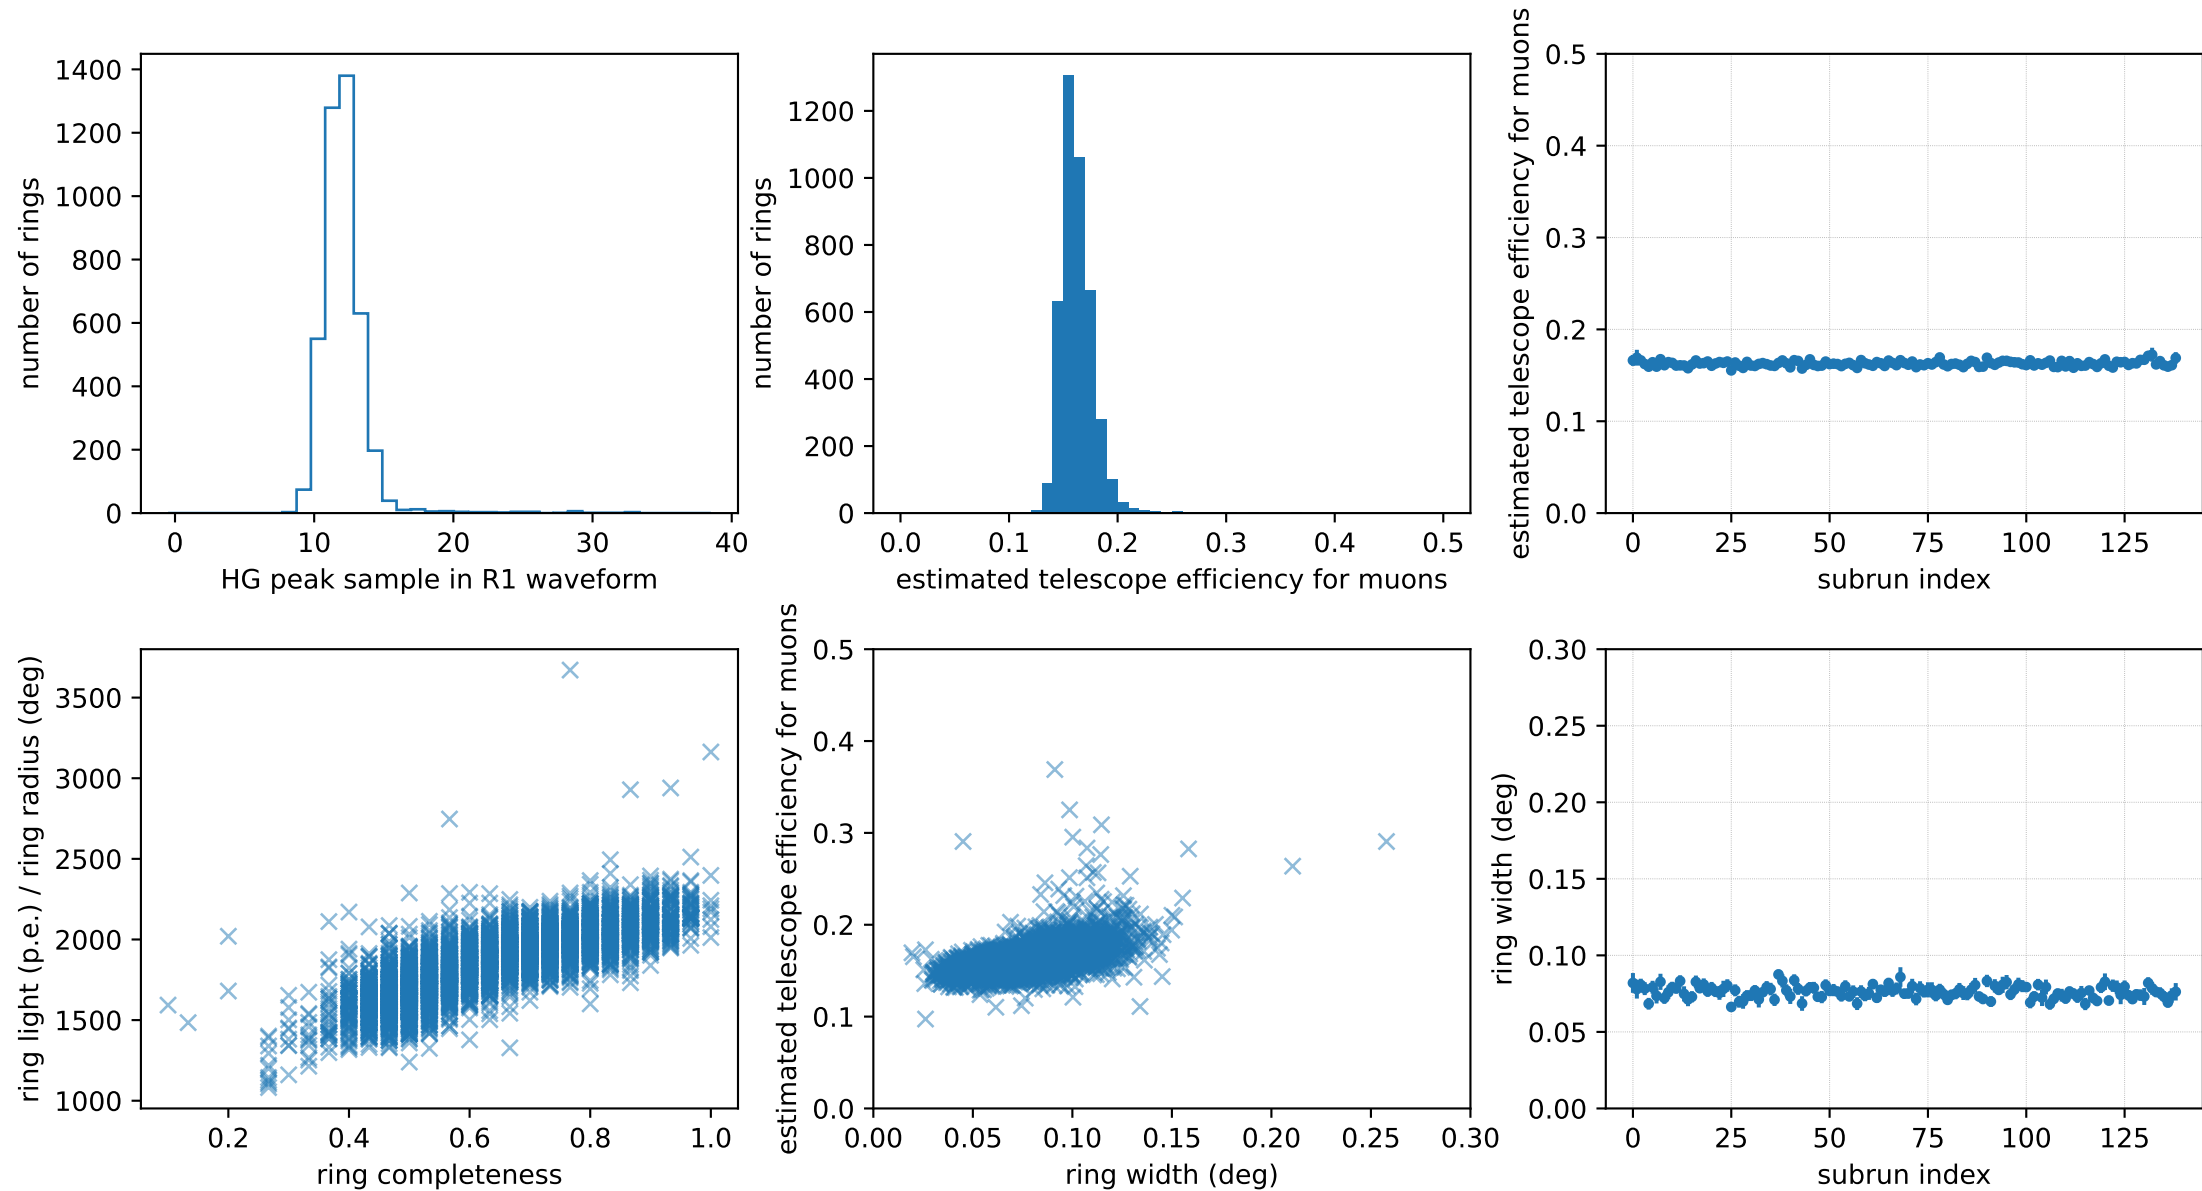 1400
1200
1000
800
600
400
200
0
number of rings
0 10 20 30 40
HG peak sample in R1 waveform
1200
1000
800
600
400
200
0
number of rings
0.0 0.1 0.2 0.3 0.4 0.5
estimated telescope efficiency for muons
0.5
0.4
0.3
0.2
0.1
0.0
estimated telescope efficiency for muons
0 25 50 75 100 125
subrun index
3500
3000
2500
2000
1500
1000
ring light (p.e.) / ring radius (deg)
0.2 0.4 0.6 0.8 1.0
ring completeness
0.5
0.4
0.3
0.2
0.1
0.0
estimated telescope efficiency for muons
0.00 0.05 0.10 0.15 0.20 0.25 0.30
ring width (deg)
0.30
0.25
0.20
0.15
0.10
0.05
0.00
ring width (deg)
0 25 50 75 100 125
subrun index